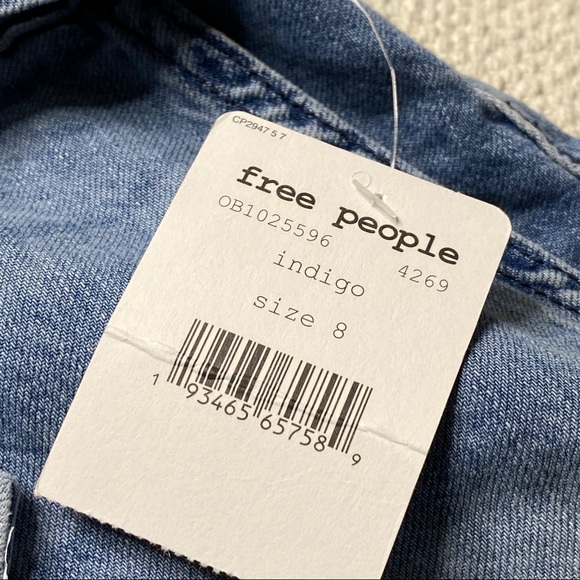 CP2947 5 7
free people
OB1025596 4269
indigo
size 8
1 93465 65758 9